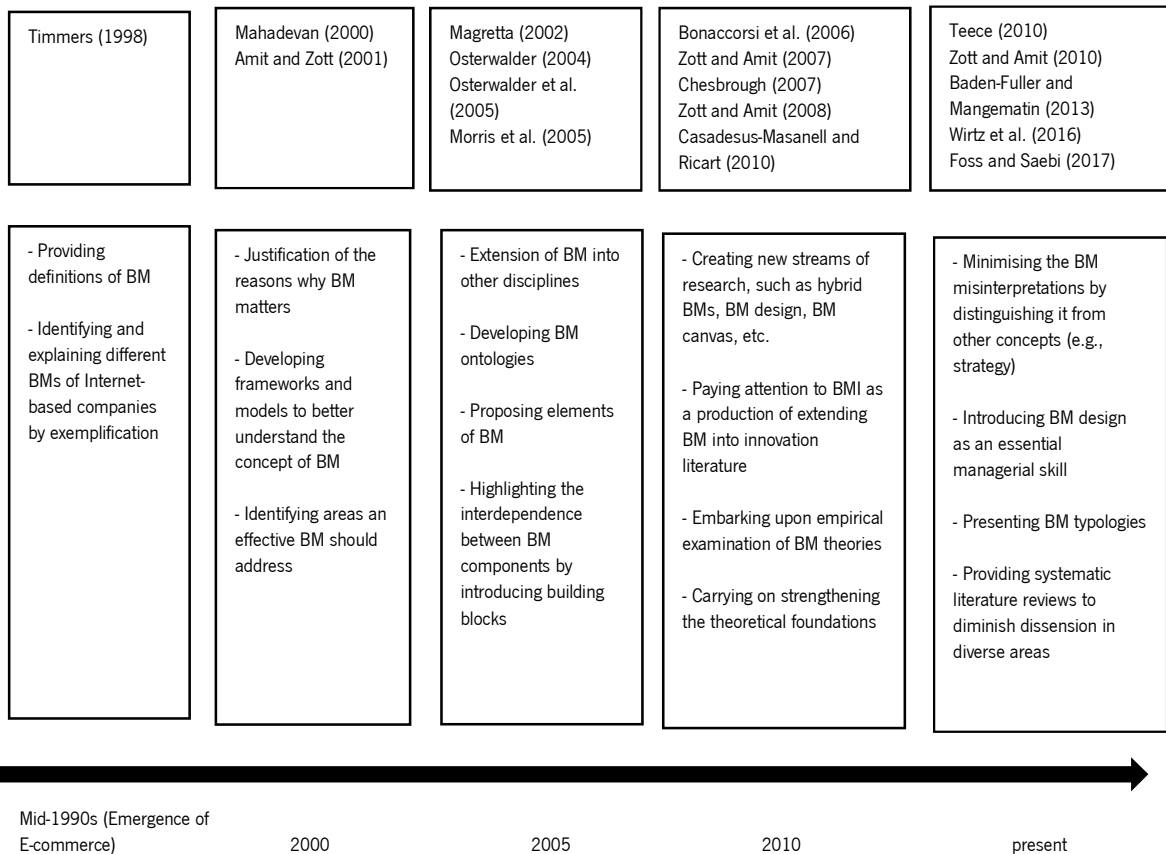 Timmers (1998)
Mahadevan (2000)
Amit and Zott (2001)
Magretta (2002)
Osterwalder (2004)
Osterwalder et al.
(2005)
Morris et al. (2005)
Bonaccorsi et al. (2006)
Zott and Amit (2007)
Chesbrough (2007)
Zott and Amit (2008)
Casadesus-Masanell and
Ricart (2010)
Teece (2010)
Zott and Amit (2010)
Baden-Fuller and
Mangematin (2013)
Wirtz et al. (2016)
Foss and Saebi (2017)
- Providing
definitions of BM
- Identifying and
explaining different
BMs of Internet-
based companies
by exemplification
- Justification of the
reasons why BM
matters
- Developing
frameworks and
models to better
understand the
concept of BM
- Identifying areas an
effective BM should
address
- Extension of BM into
other disciplines
- Developing BM
ontologies
- Proposing elements
of BM
- Highlighting the
interdependence
between BM
components by
introducing building
blocks
- Creating new streams of
research, such as hybrid
BMs, BM design, BM
canvas, etc.
- Paying attention to BMI as
a production of extending
BM into innovation
literature
- Embarking upon empirical
examination of BM theories
- Carrying on strengthening
the theoretical foundations
- Minimising the BM
misinterpretations by
distinguishing it from
other concepts (e.g.,
strategy)
- Introducing BM design
as an essential
managerial skill
- Presenting BM typologies
- Providing systematic
literature reviews to
diminish dissension in
diverse areas
Mid-1990s (Emergence of
E-commerce)
2000
2005
2010
present